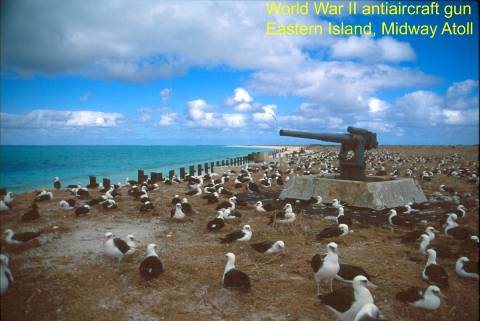 World War II antiaircraft gun
Eastern Island, Midway Atoll